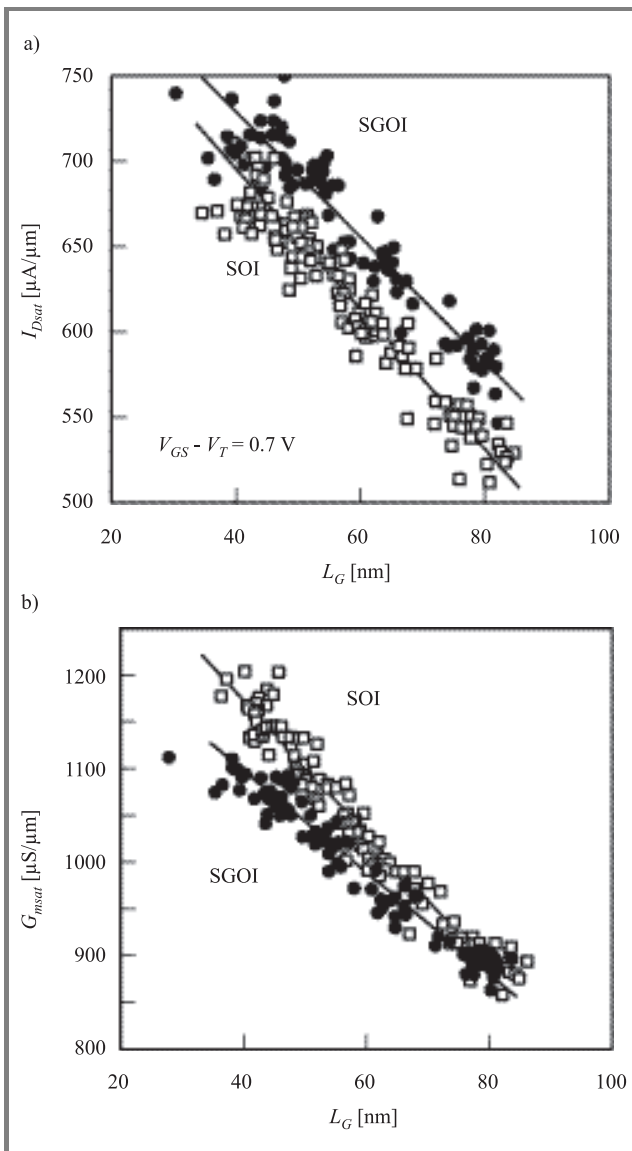 a)
750
700
650
600
550
500
I_Dsat [µA/µm]
SGOI
SOI
V_GS - V_T = 0.7 V
20
40
60
80
100
L_G [nm]
b)
1200
1100
1000
900
800
G_msat [µS/µm]
SOI
SGOI
20
40
60
80
100
L_G [nm]